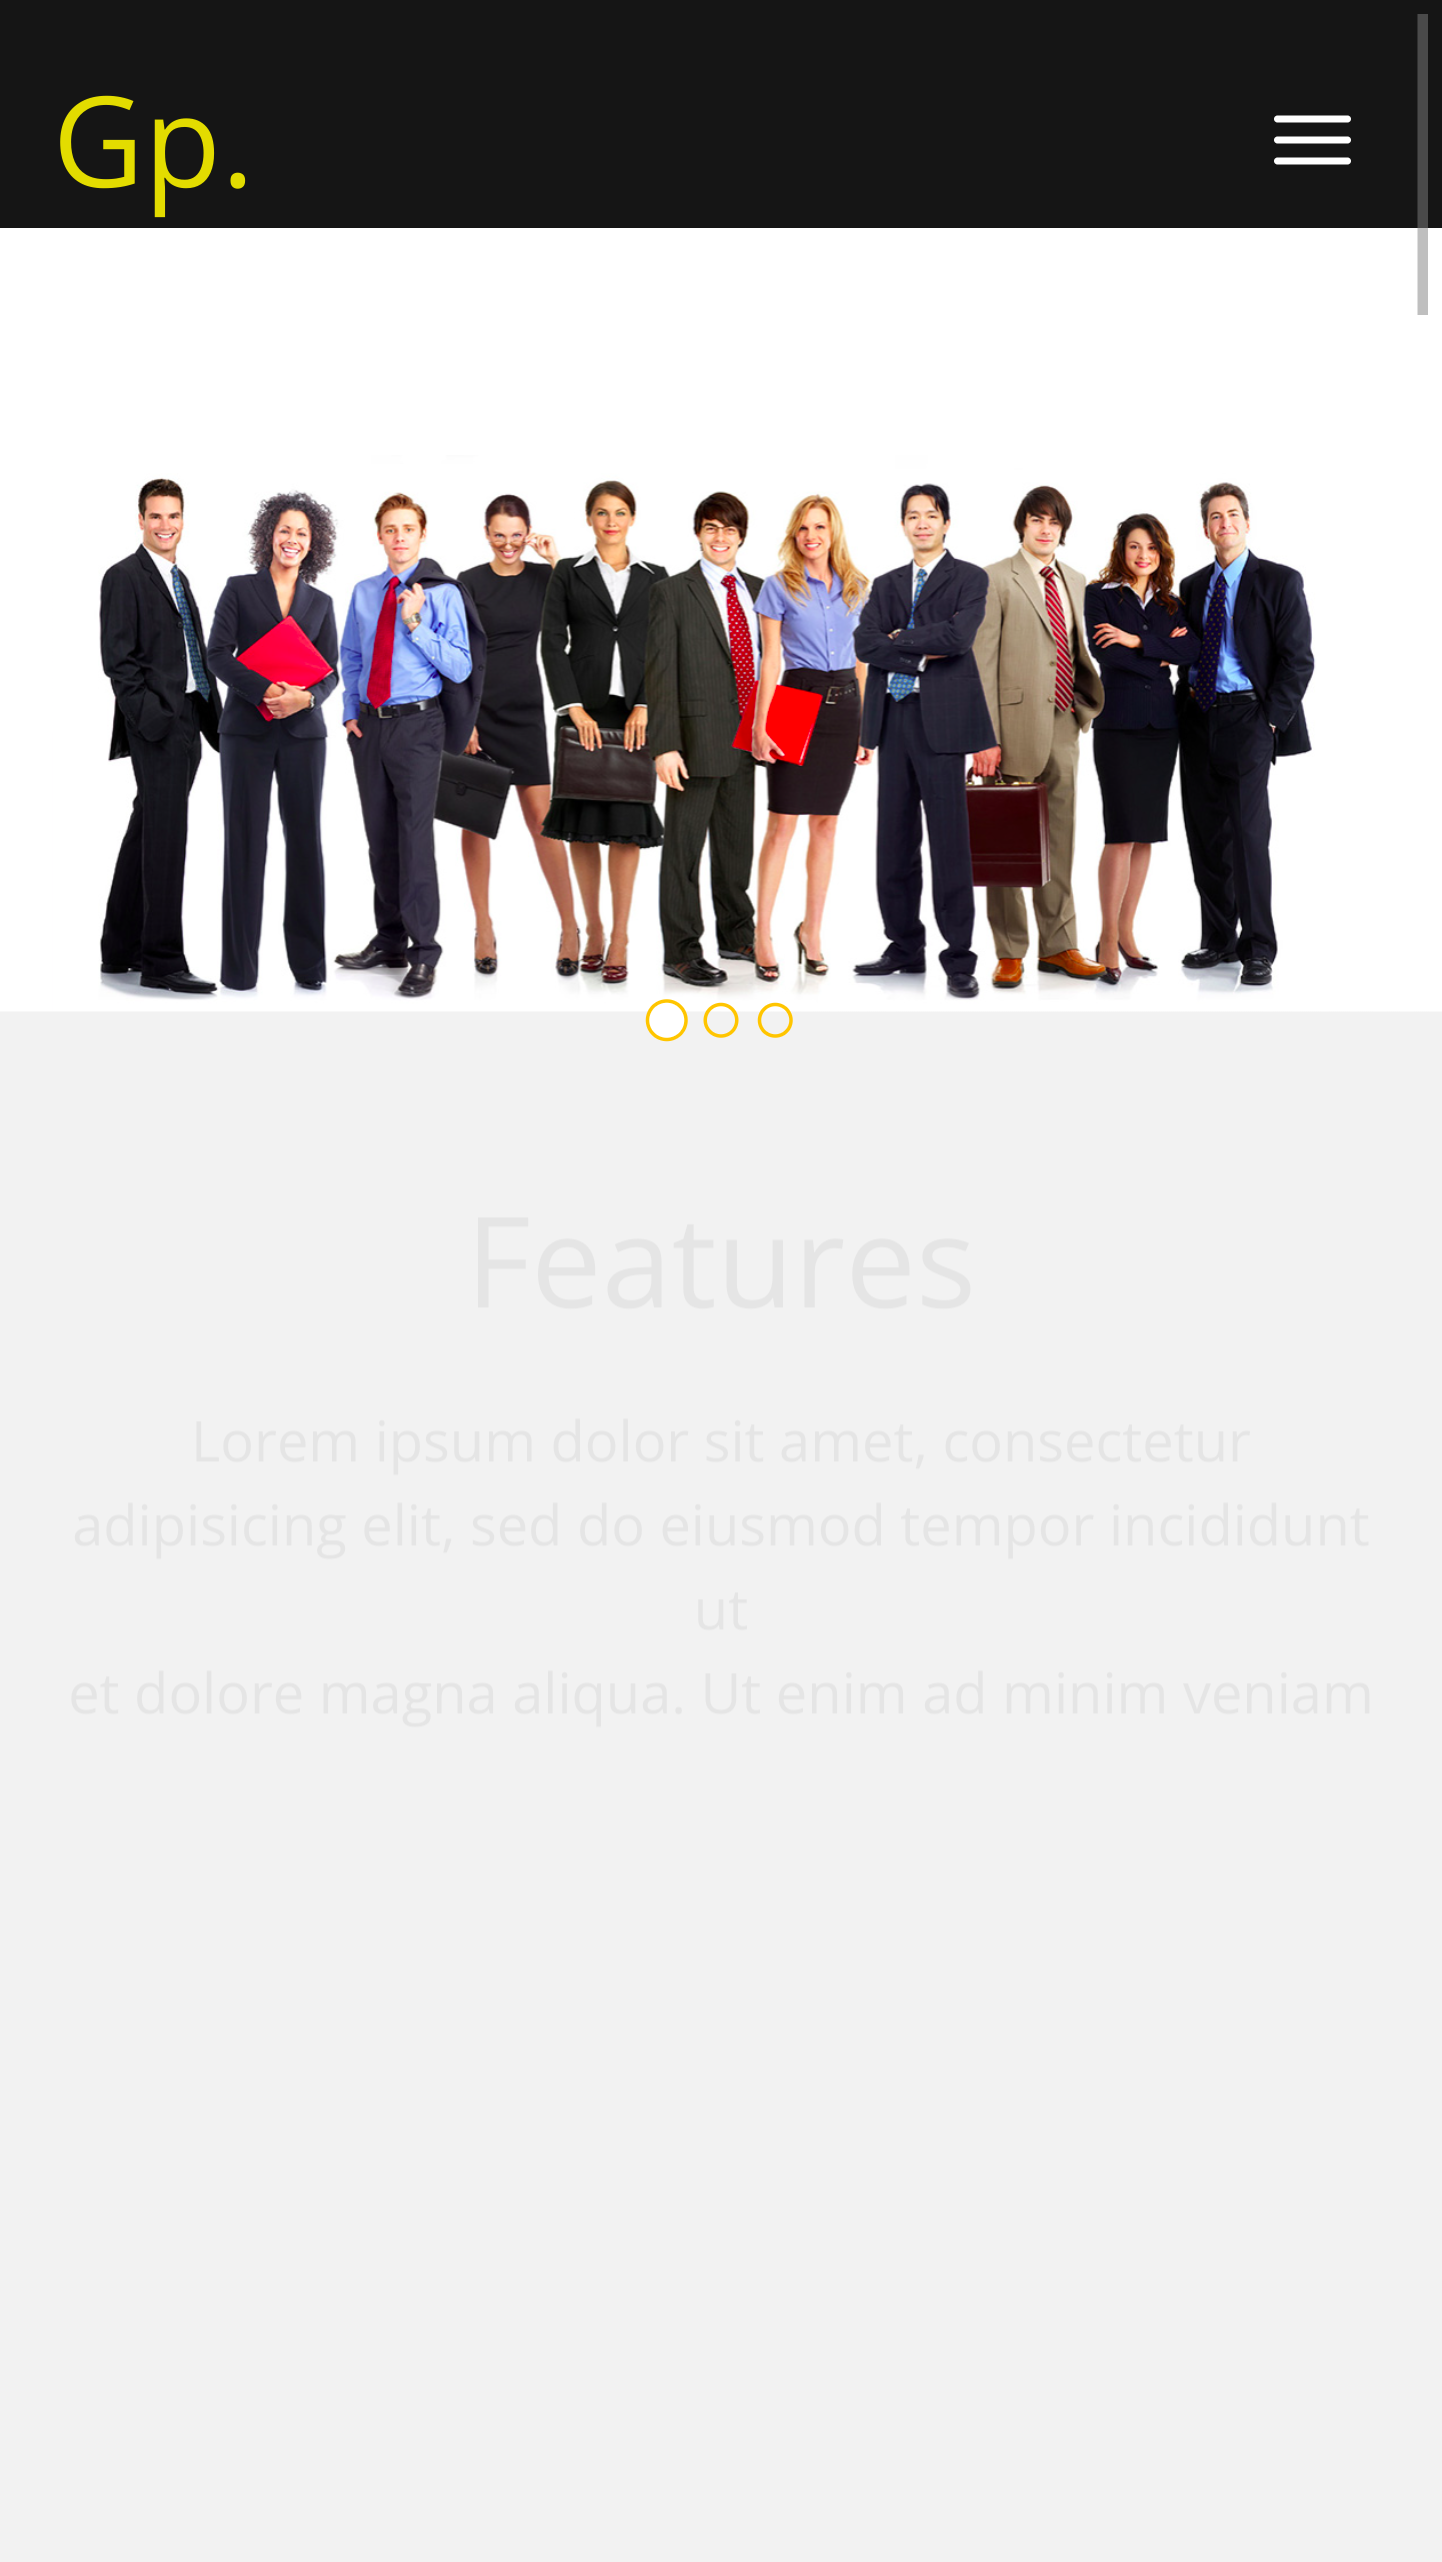 Gp.
Features
Lorem ipsum dolor sit amet, consectetur
adipisicing elit, sed do eiusmod tempor incididunt
ut
et dolore magna aliqua. Ut enim ad minim veniam